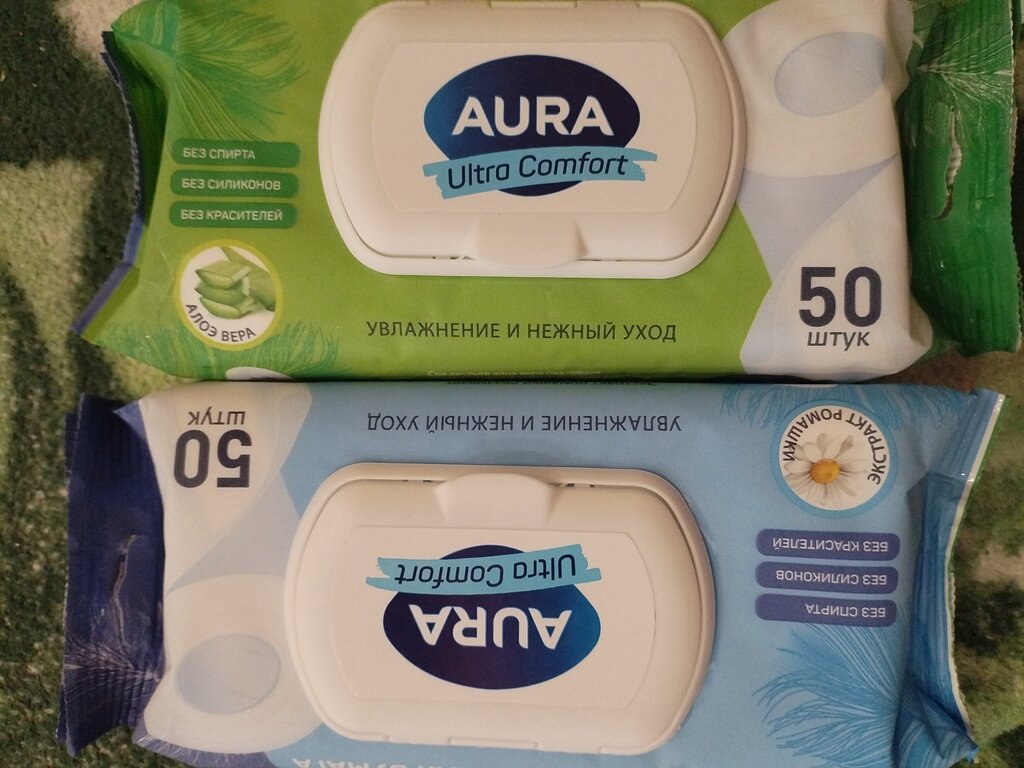 AURA
Ultra Comfort
БЕЗ СПИРТА
БЕЗ СИЛИКОНОВ
БЕЗ КРАСИТЕЛЕЙ
АЛОЭ ВЕРА
УВЛАЖНЕНИЕ И НЕЖНЫЙ УХОД
50
штук
AURA
Ultra Comfort
БЕЗ СПИРТА
БЕЗ СИЛИКОНОВ
БЕЗ КРАСИТЕЛЕЙ
ЭКСТРАКТ РОМАШКИ
УВЛАЖНЕНИЕ И НЕЖНЫЙ УХОД
50
штук